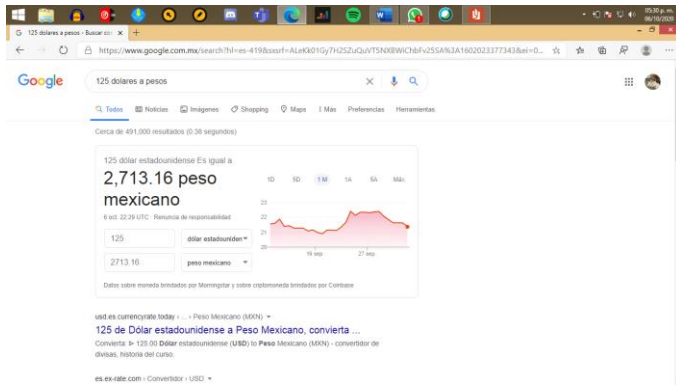 05:30 p.m.
06/10/2020
125 dolares a pesos - Buscar con
https://www.google.com.mx/search?hl=es-419&sxsrf=
Google
125 dolares a pesos
Todos Noticias Imágenes Shopping Maps Más Preferencias Herramientas
Cerca de 491,000 resultados (0.38 segundos)
125 dólar estadounidense Es igual a
2,713.16 peso
mexicano
6 oct. 22:29 UTC · Renuncia de responsabilidad
125 dólar estadouniden
2713.16 peso mexicano
1D 5D 1M 1A 5A Máx
23
22
21
20
19 sep 27 sep
Datos sobre moneda brindados por Morningstar y sobre criptomoneda brindados por Coinbase
usd.es.currencyrate.today › ... › Peso Mexicano (MXN)
125 de Dólar estadounidense a Peso Mexicano, convierta ...
Convierta: ⊳ 125.00 Dólar estadounidense (USD) to Peso Mexicano (MXN) - convertidor de
divisas, historia del curso.
es.ex-rate.com › Convertidor › USD